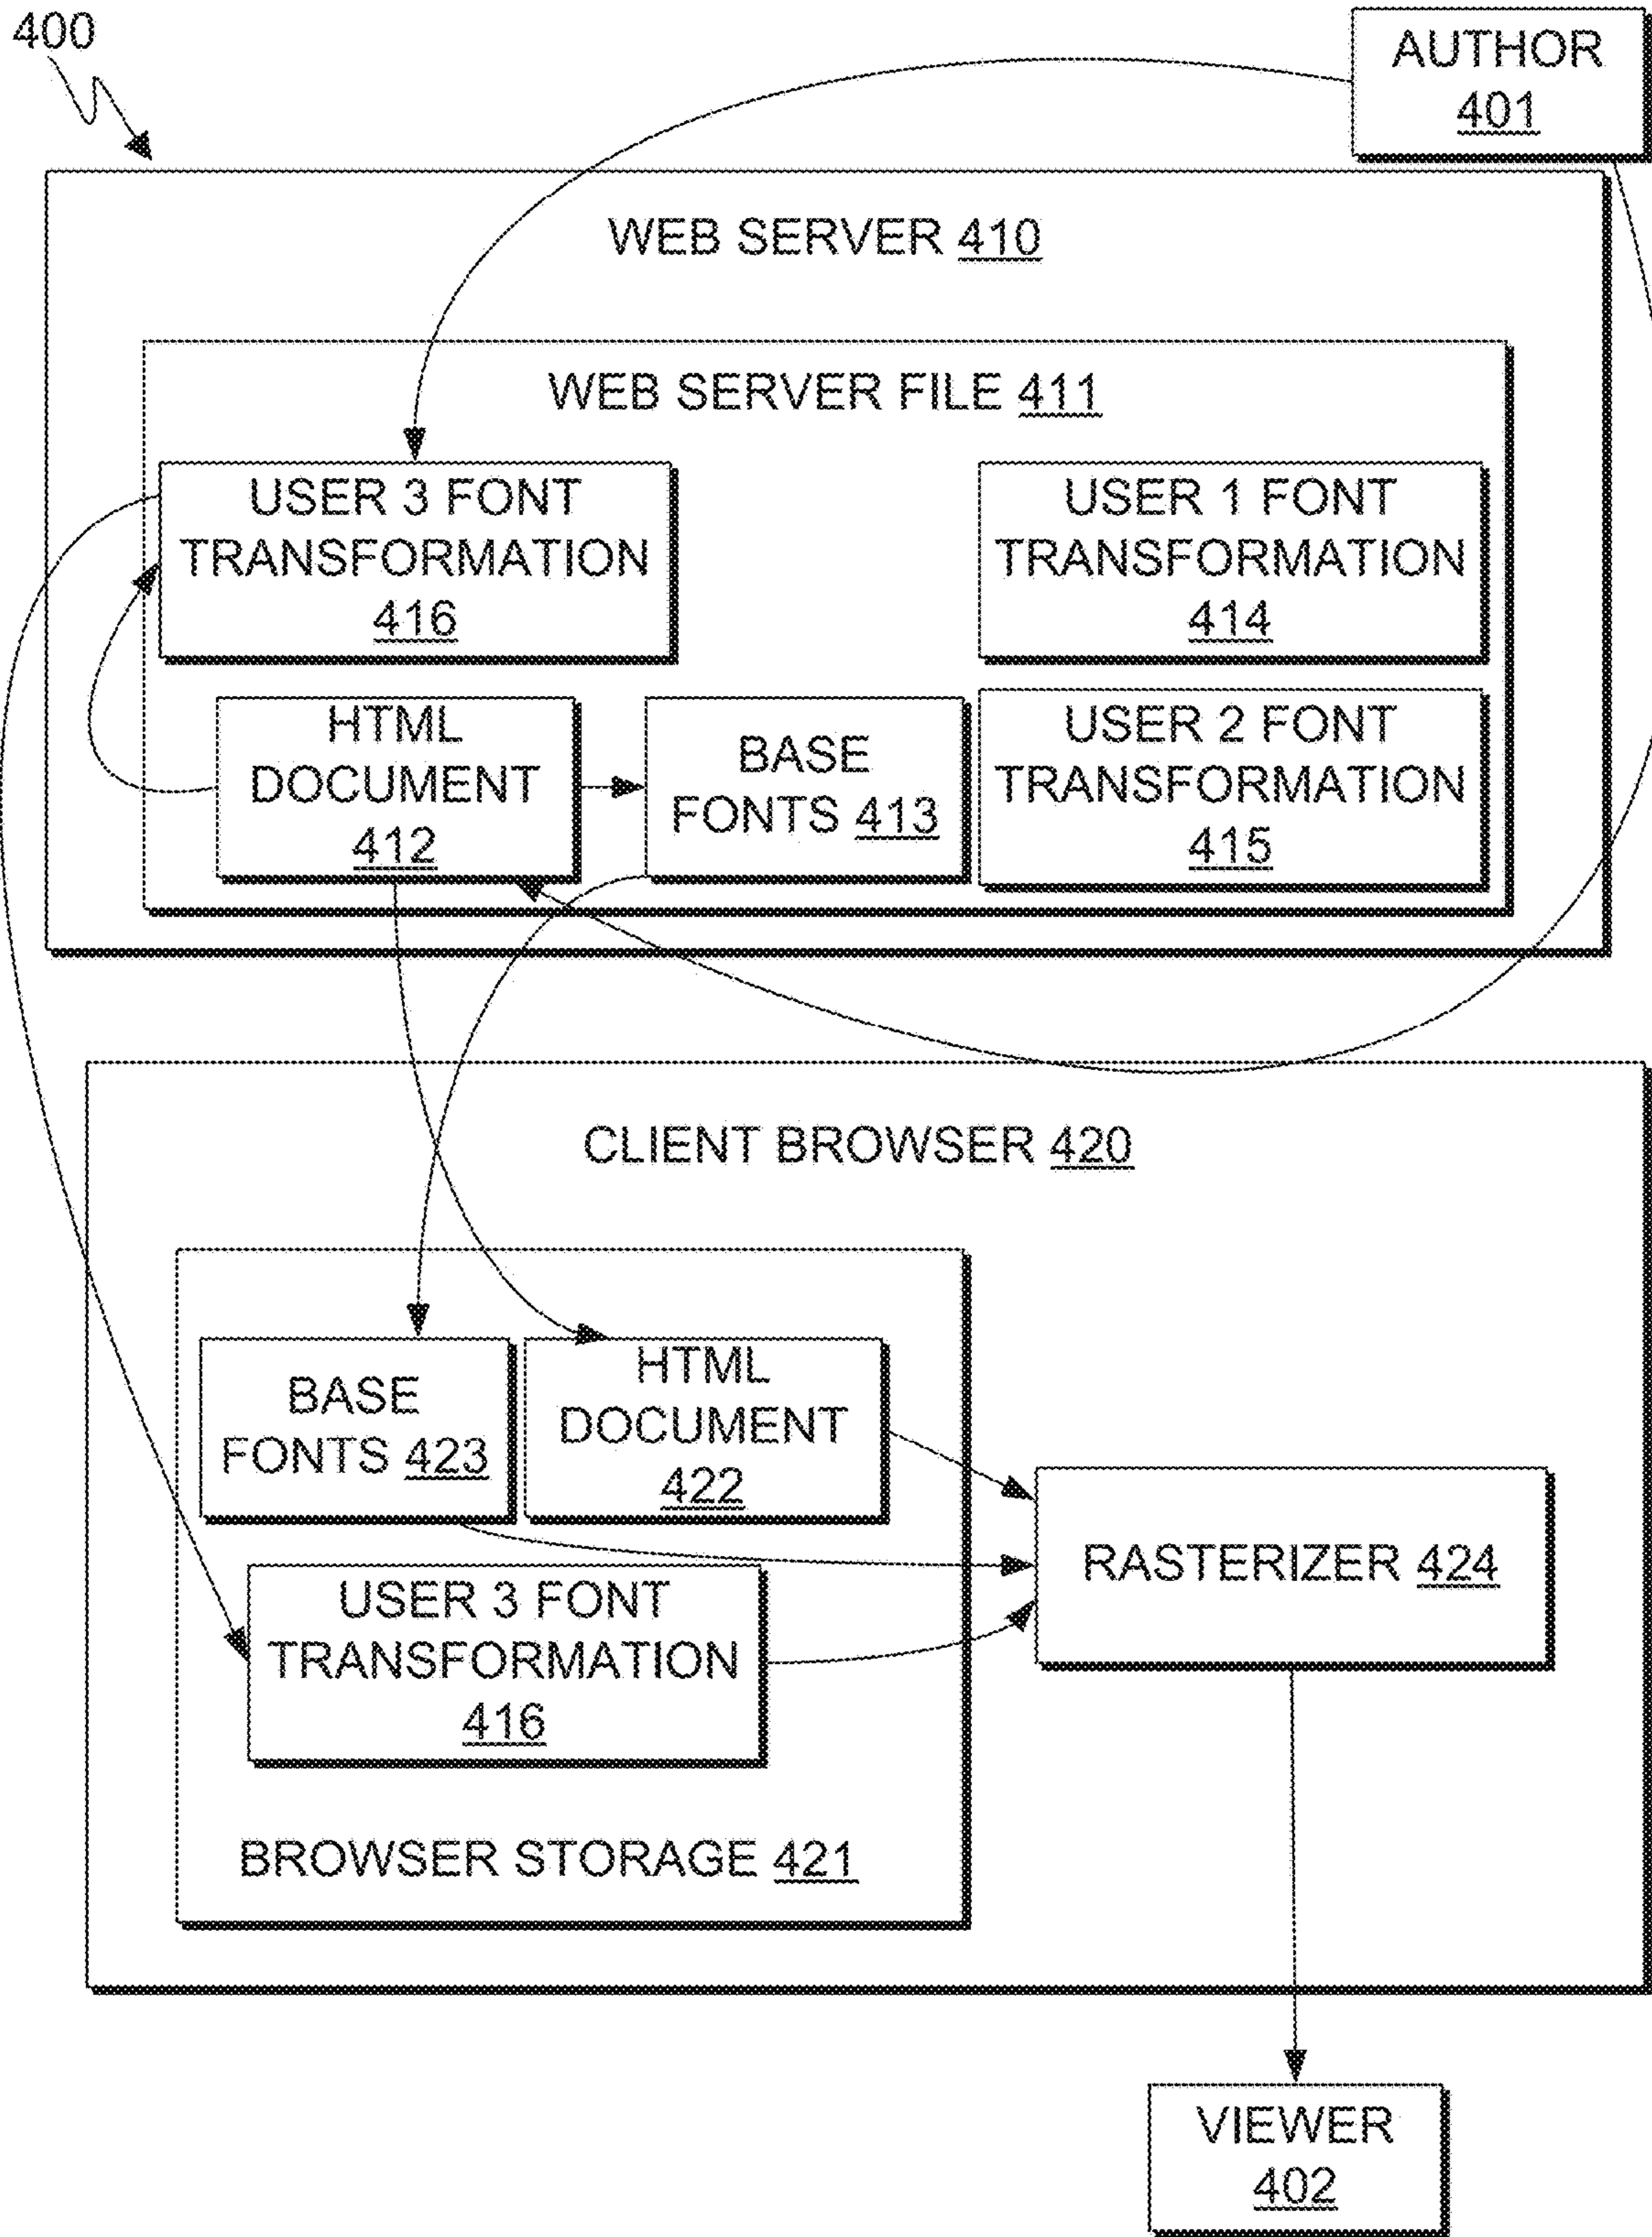 400
AUTHOR
401
WEB SERVER 410
WEB SERVER FILE 411
USER 3 FONT
TRANSFORMATION
416
USER 1 FONT
TRANSFORMATION
414
HTML
DOCUMENT
412
BASE
FONTS 413
USER 2 FONT
TRANSFORMATION
415
CLIENT BROWSER 420
BASE
FONTS 423
HTML
DOCUMENT
422
RASTERIZER 424
USER 3 FONT
TRANSFORMATION
416
BROWSER STORAGE 421
VIEWER
402